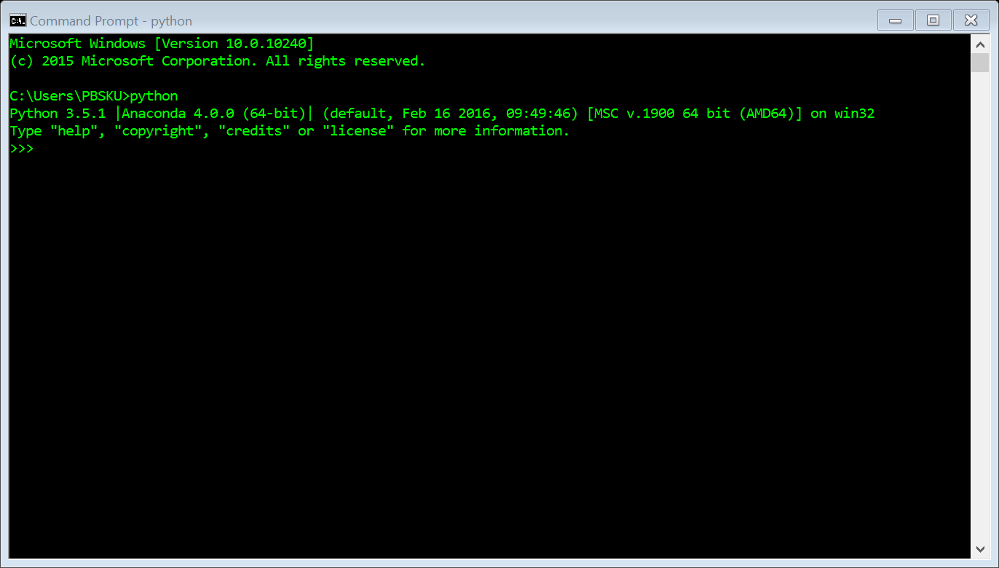 Command Prompt - python
Microsoft Windows [Version 10.0.10240]
(c) 2015 Microsoft Corporation. All rights reserved.
C:\Users\PBSKU>python
Python 3.5.1 |Anaconda 4.0.0 (64-bit)| (default, Feb 16 2016, 09:49:46) [MSC v.1900 64 bit (AMD64)] on win32
Type "help", "copyright", "credits" or "license" for more information.
>>>